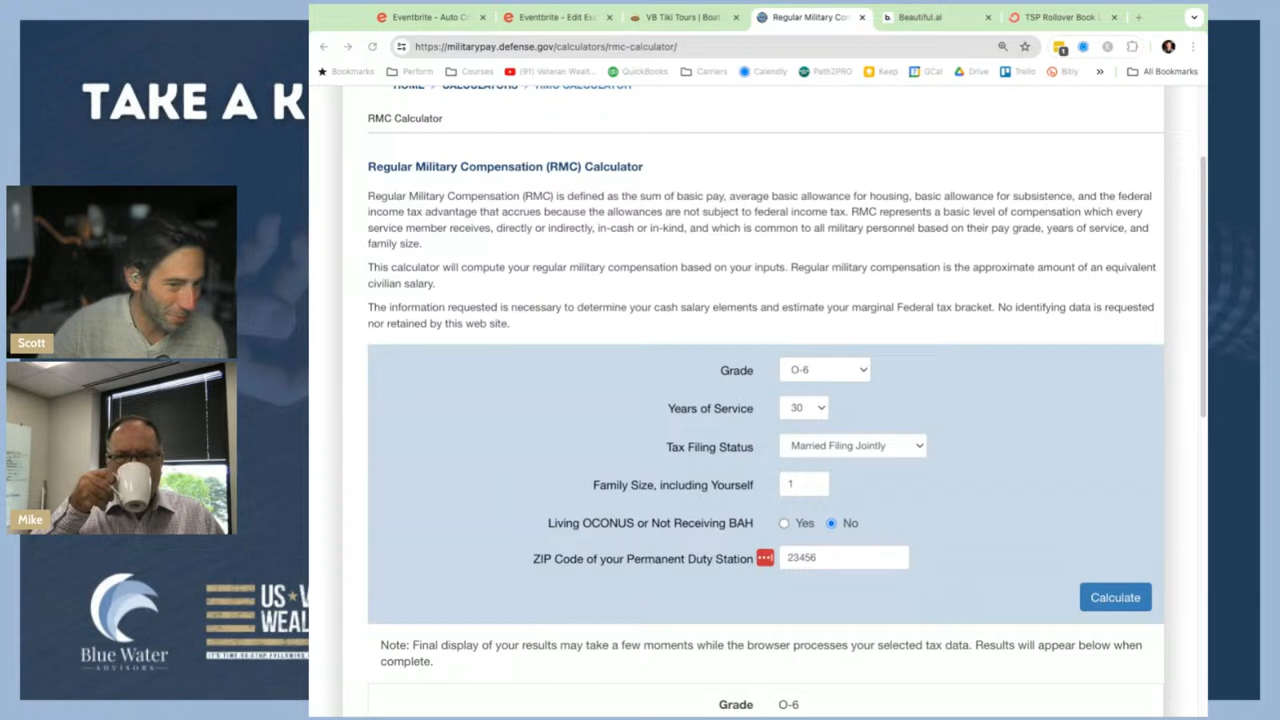 Eventbrite - Auto C
Eventbrite - Edit Ex
VB Tiki Tours | Boat
Regular Military Co
Beautiful.ai
TSP Rollover Book
https://militarypay.defense.gov/calculators/rmc-calculator/
Bookmarks
Perform
Courses
(91) Veteran Wealt...
QuickBooks
Carriers
Calendly
Path2PRO
Keep
GCal
Drive
Trello
Bitly
All Bookmarks
TAKE A K
HOME > CALCULATORS > RMC CALCULATOR
RMC Calculator
Regular Military Compensation (RMC) Calculator
Regular Military Compensation (RMC) is defined as the sum of basic pay, average basic allowance for housing, basic allowance for subsistence, and the federal
income tax advantage that accrues because the allowances are not subject to federal income tax. RMC represents a basic level of compensation which every
service member receives, directly or indirectly, in-cash or in-kind, and which is common to all military personnel based on their pay grade, years of service, and
family size.
This calculator will compute your regular military compensation based on your inputs. Regular military compensation is the approximate amount of an equivalent
civilian salary.
The information requested is necessary to determine your cash salary elements and estimate your marginal Federal tax bracket. No identifying data is requested
nor retained by this web site.
Scott
Mike
Grade O-6
Years of Service 30
Tax Filing Status Married Filing Jointly
Family Size, including Yourself 1
Living OCONUS or Not Receiving BAH Yes No
ZIP Code of your Permanent Duty Station 23456
Calculate
Note: Final display of your results may take a few moments while the browser processes your selected tax data. Results will appear below when
complete.
Grade O-6
Blue Water
ADVISORS
US V
WEAL
IT'S TIME TO STOP FOLLOWING